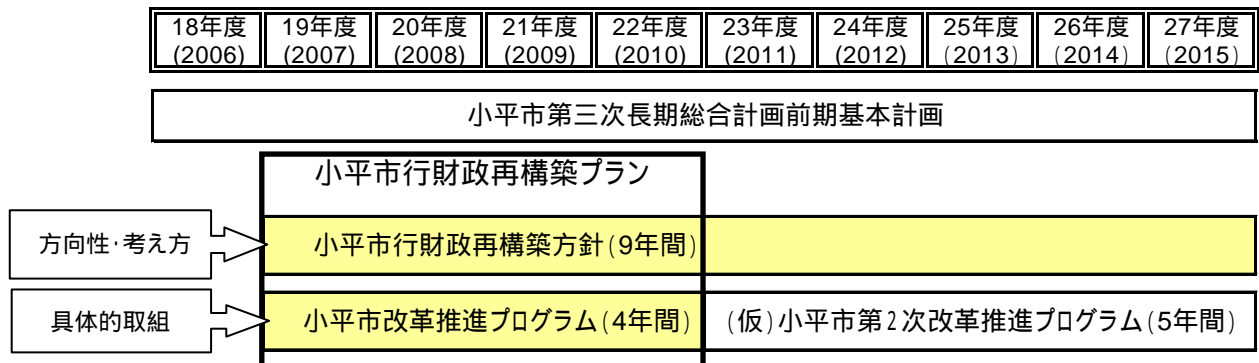 18年度 19年度 20年度 21年度 22年度 23年度 24年度 25年度 26年度 27年度
(2006) (2007) (2008) (2009) (2010) (2011) (2012) (2013) (2014) (2015)
小平市第三次長期総合計画前期基本計画
小平市行財政再構築プラン
方向性・考え方 小平市行財政再構築方針(9年間)
具体的取組 小平市改革推進プログラム(4年間) (仮)小平市第2次改革推進プログラム(5年間)